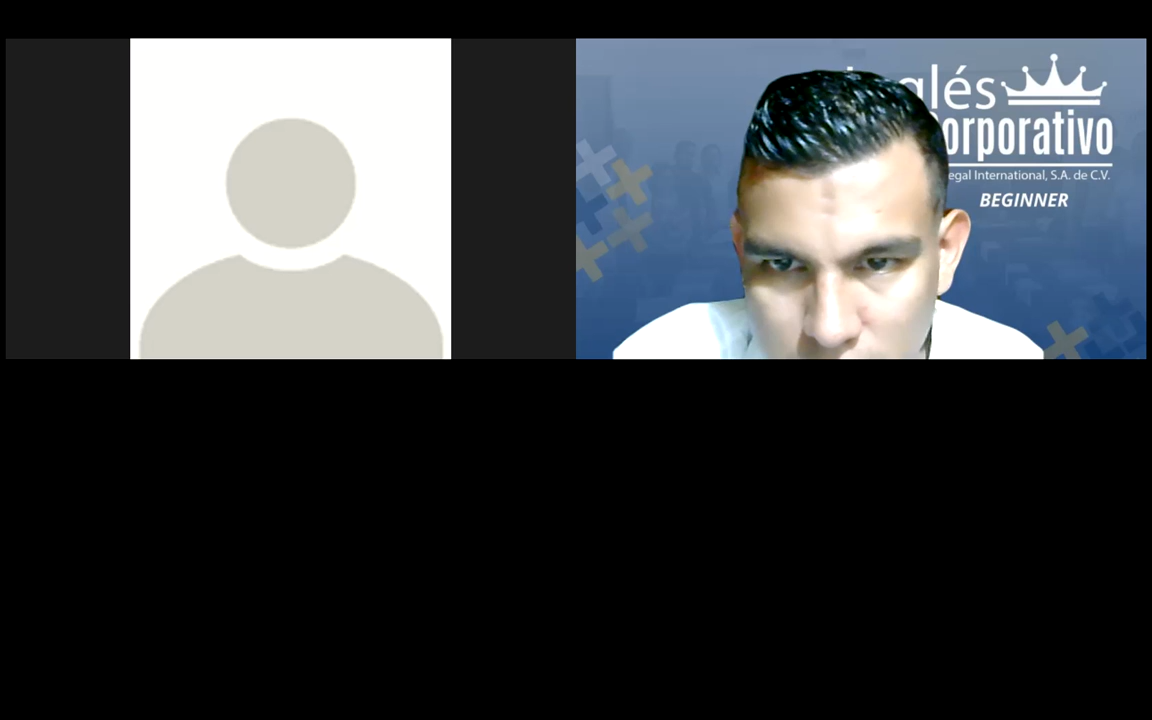 glés
orporativo
egal International, S.A. de C.V.
BEGINNER